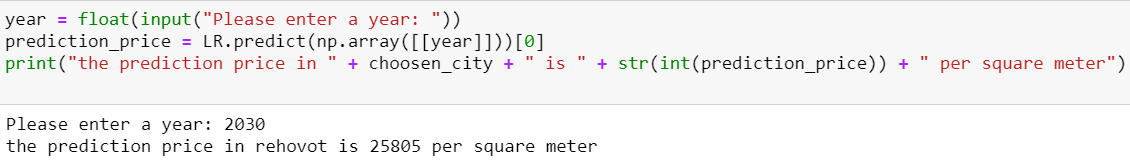 year = float(input("Please enter a year: "))
prediction_price = LR.predict(np.array([[year]]))[0]
print("the prediction price in " + choosen_city + " is " + str(int(prediction_price)) + " per square meter")
Please enter a year: 2030
the prediction price in rehovot is 25805 per square meter